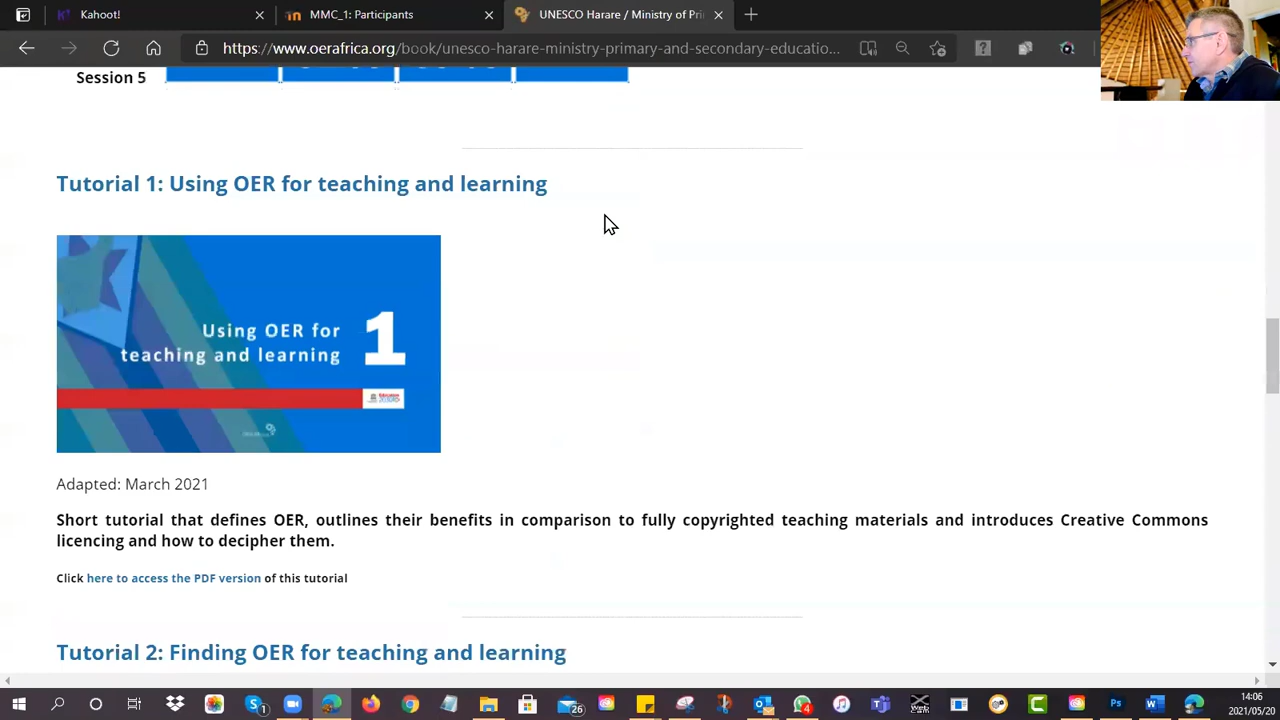 Kahoot!
MMC_1: Participants
UNESCO Harare / Ministry of Pri
https://www.oerafrica.org/book/unesco-harare-ministry-primary-and-secondary-educatio...
Session 5
Tutorial 1: Using OER for teaching and learning
Using OER for
teaching and learning
1
Adapted: March 2021
Short tutorial that defines OER, outlines their benefits in comparison to fully copyrighted teaching materials and introduces Creative Commons
licencing and how to decipher them.
Click here to access the PDF version of this tutorial
Tutorial 2: Finding OER for teaching and learning
1
26
4
14:06
2021/05/20